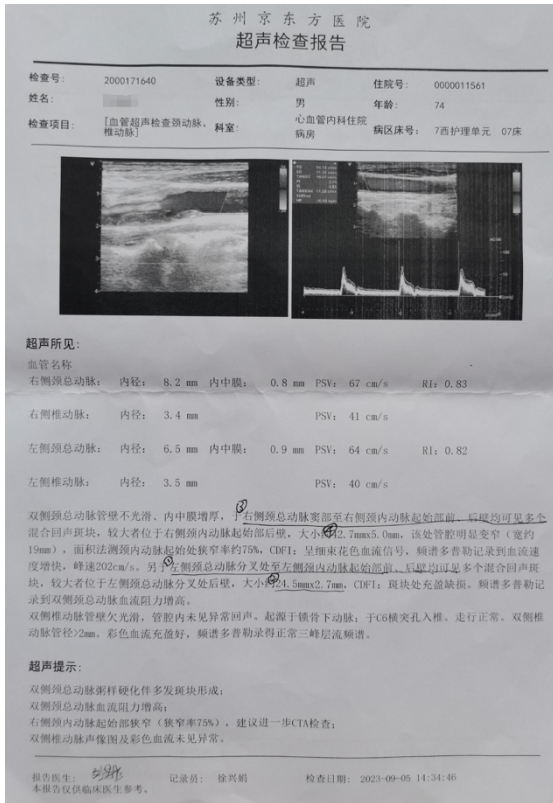 苏州京东方医院
超声检查报告
检查号： 2000171640 设备类型： 超声 住院号： 0000011561
姓名： 性别： 男 年龄： 74
检查项目： [血管超声检查颈动脉、椎动脉] 科室： 心血管内科住院病房 病区床号： 7西护理单元 07床
超声所见：
血管名称
右侧颈总动脉： 内径： 8.2 mm 内中膜： 0.8 mm PSV： 67 cm/s RI： 0.83
右侧椎动脉： 内径： 3.4 mm PSV： 41 cm/s
左侧颈总动脉： 内径： 6.5 mm 内中膜： 0.9 mm PSV： 64 cm/s RI： 0.82
左侧椎动脉： 内径： 3.5 mm PSV： 40 cm/s
双侧颈总动脉管壁不光滑、内中膜增厚，于右侧颈总动脉窦部至右侧颈内动脉起始部前、后壁均可见多个
混合回声斑块，较大者位于右侧颈内动脉起始部后壁，大小 2.7mmx5.0mm，该处管腔明显变窄（宽约
19mm），面积法测颈内动脉起始处狭窄率约75%，CDFI：呈细束花色血流信号，频谱多普勒记录到血流速
度增快，峰速202cm/s。另于左侧颈总动脉分叉处至左侧颈内动脉起始部前、后壁均可见多个混合回声斑
块，较大者位于左侧颈总动脉分叉处后壁，大小 24.5mmx2.7mm，CDFI：斑块处充盈缺损、频谱多普勒记
录到双侧颈总动脉血流阻力增高。
双侧椎动脉管壁欠光滑，管腔内未见异常回声。起源于锁骨下动脉；于C6横突孔入椎、走行正常。双侧椎
动脉管径>2mm。彩色血流充盈好，频谱多普勒录得正常三峰层流频谱。
超声提示：
双侧颈总动脉粥样硬化伴多发斑块形成；
双侧颈总动脉血流阻力增高；
右侧颈内动脉起始部狭窄（狭窄率75%），建议进一步CTA检查；
双侧椎动脉声像图及彩色血流未见异常。
报告医生： 记录员： 徐兴娟 检查日期： 2023-09-05 14:34:46
本报告仅供临床医生参考。